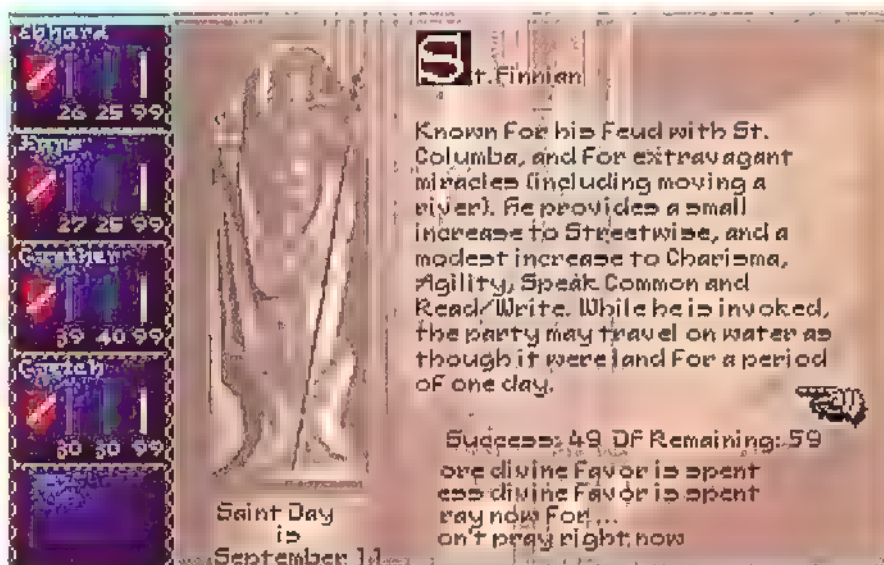 Ebhard
26 25 99
Hans
27 25 99
Gunther
39 40 99
30 30 99
St. Finnian
Known for his feud with St.
Columba, and for extravagant
miracles (including moving a
river). He provides a small
increase to Streetwise, and a
modest increase to Charisma,
Agility, Speak Common and
Read/Write. While he is invoked,
the party may travel on water as
though it were land for a period
of one day.
Success: 49 DF Remaining: 59
ore divine favor is spent
ess divine favor is spent
ray now for...
on't pray right now
Saint Day
is
September